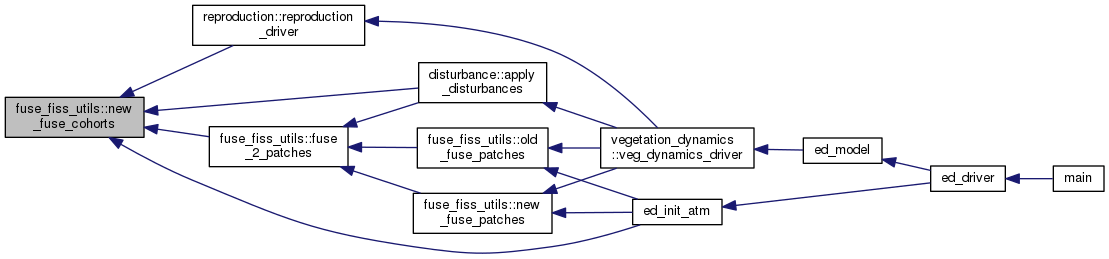 reproduction::reproduction
_driver
fuse_fiss_utils::new
_fuse_cohorts
disturbance::apply
_disturbances
fuse_fiss_utils::fuse
_2_patches
fuse_fiss_utils::old
_fuse_patches
fuse_fiss_utils::new
_fuse_patches
vegetation_dynamics
::veg_dynamics_driver
ed_init_atm
ed_model
ed_driver
main